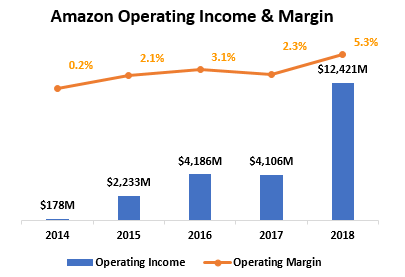 Amazon Operating Income & Margin
0.2%
2.1%
3.1%
2.3%
5.3%
$178M
$2,233M
$4,186M
$4,106M
$12,421M
2014 2015 2016 2017 2018
Operating Income Operating Margin